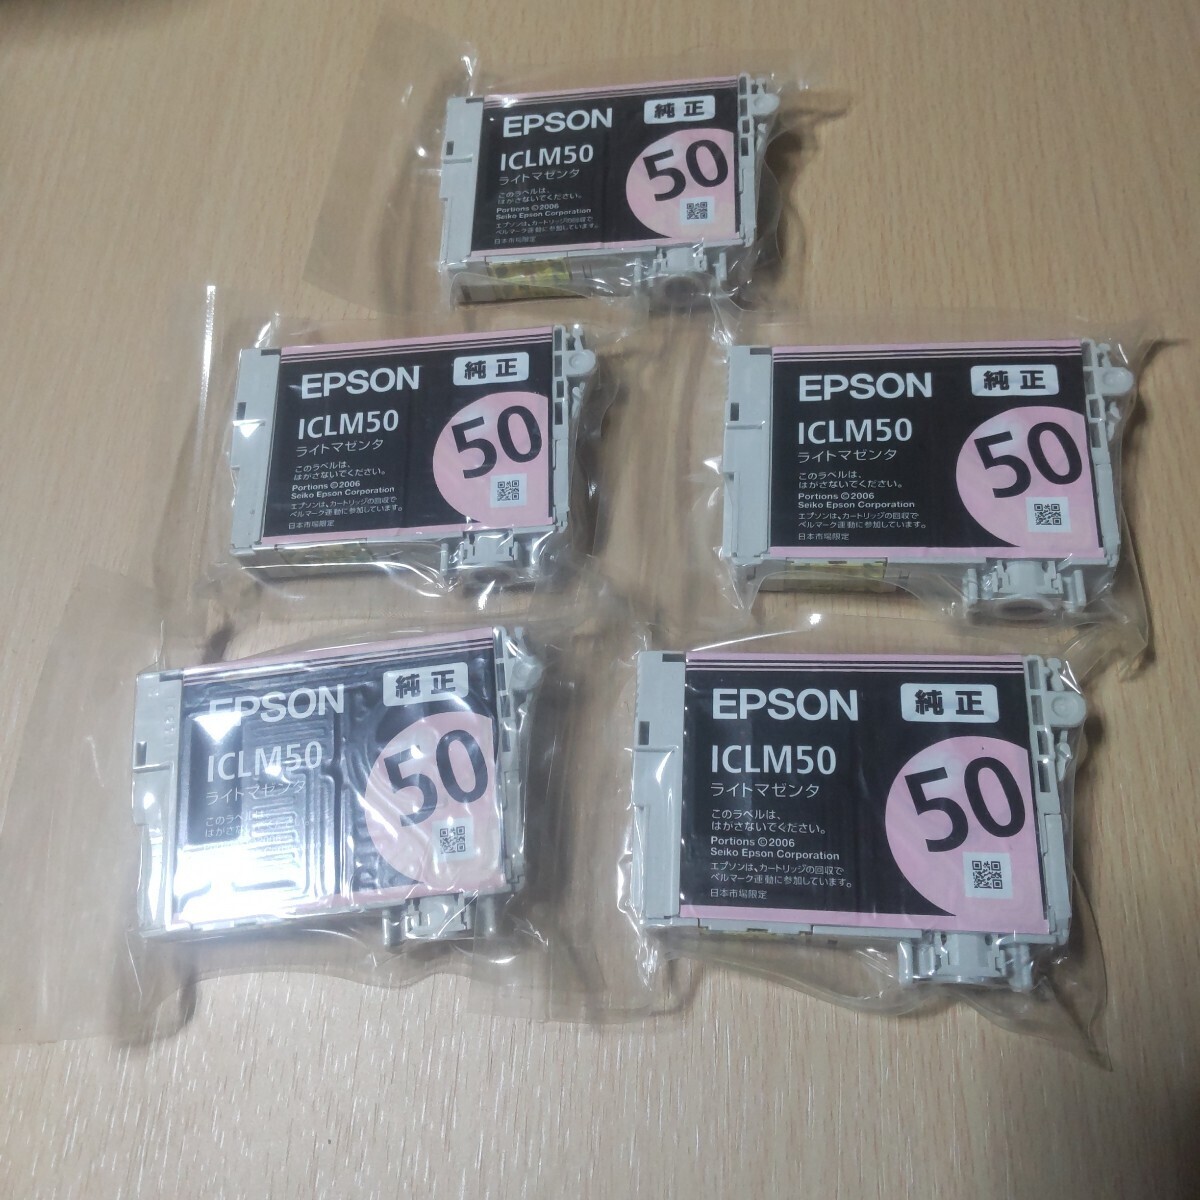 EPSON 純正
ICLM50
ライトマゼンタ
50
このラベルは、
はがさないでください。
Portions ©2006
Seiko Epson Corporation
エプソンは、カートリッジの回収で
ベルマーク運動に参加しています。
日本市場限定
EPSON 純正
ICLM50
ライトマゼンタ
50
このラベルは、
はがさないでください。
Portions ©2006
Seiko Epson Corporation
エプソンは、カートリッジの回収で
ベルマーク運動に参加しています。
日本市場限定
EPSON 純正
ICLM50
ライトマゼンタ
50
このラベルは、
はがさないでください。
Portions ©2006
Seiko Epson Corporation
エプソンは、カートリッジの回収で
ベルマーク運動に参加しています。
日本市場限定
EPSON 純正
ICLM50
ライトマゼンタ
50
このラベルは、
はがさない
EPSON 純正
ICLM50
ライトマゼンタ
50
このラベルは、
はがさないでください。
Portions ©2006
Seiko Epson Corporation
エプソンは、カートリッジの回収で
ベルマーク運動に参加しています。
日本市場限定